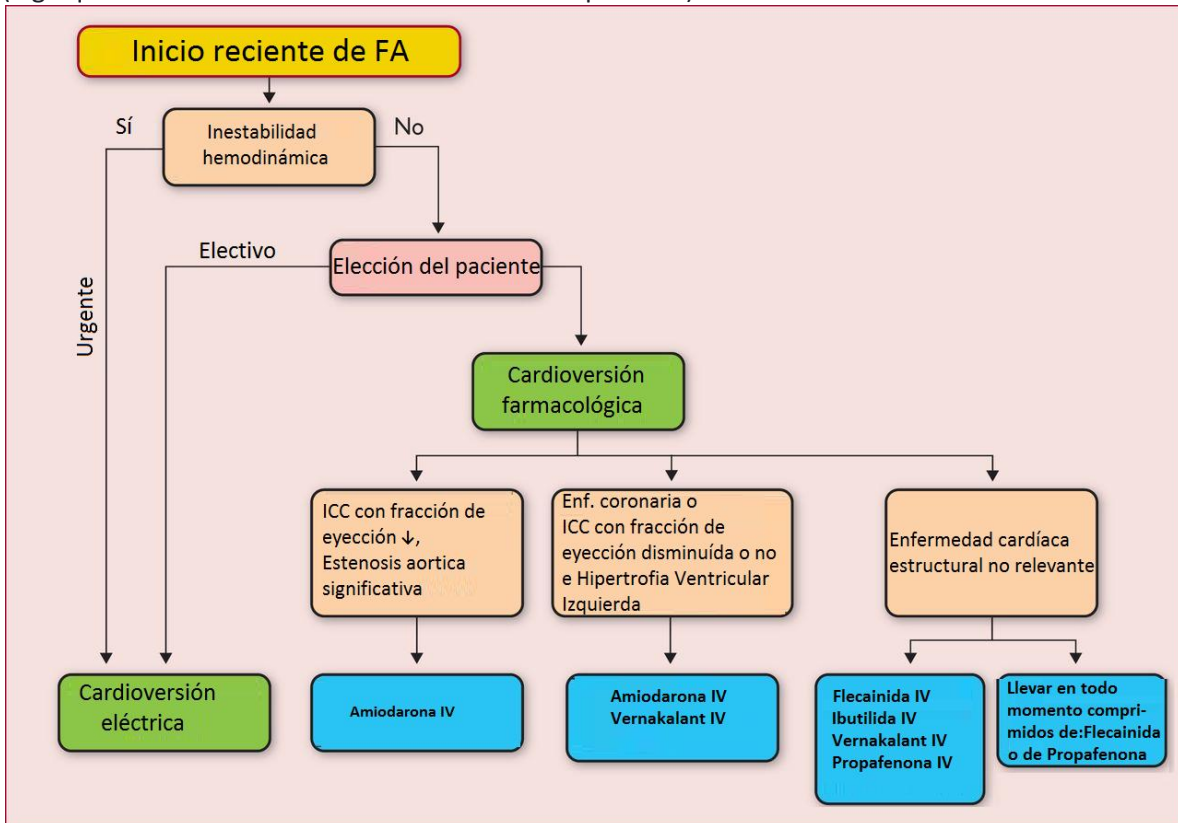 Inicio reciente de FA
Sí
Inestabilidad
hemodinámica
No
Electivo
Elección del paciente
Urgente
Cardioversión
farmacológica
ICC con fracción de
eyección ↓,
Estenosis aortica
significativa
Enf. coronaria o
ICC con fracción de
eyección disminuída o no
e Hipertrofia Ventricular
Izquierda
Enfermedad cardíaca
estructural no relevante
Cardioversión
eléctrica
Amiodarona IV
Amiodarona IV
Vernakalant IV
Flecainida IV
Ibutilida IV
Vernakalant IV
Propafenona IV
Llevar en todo
momento compri-
midos de:Flecainida
o de Propafenona